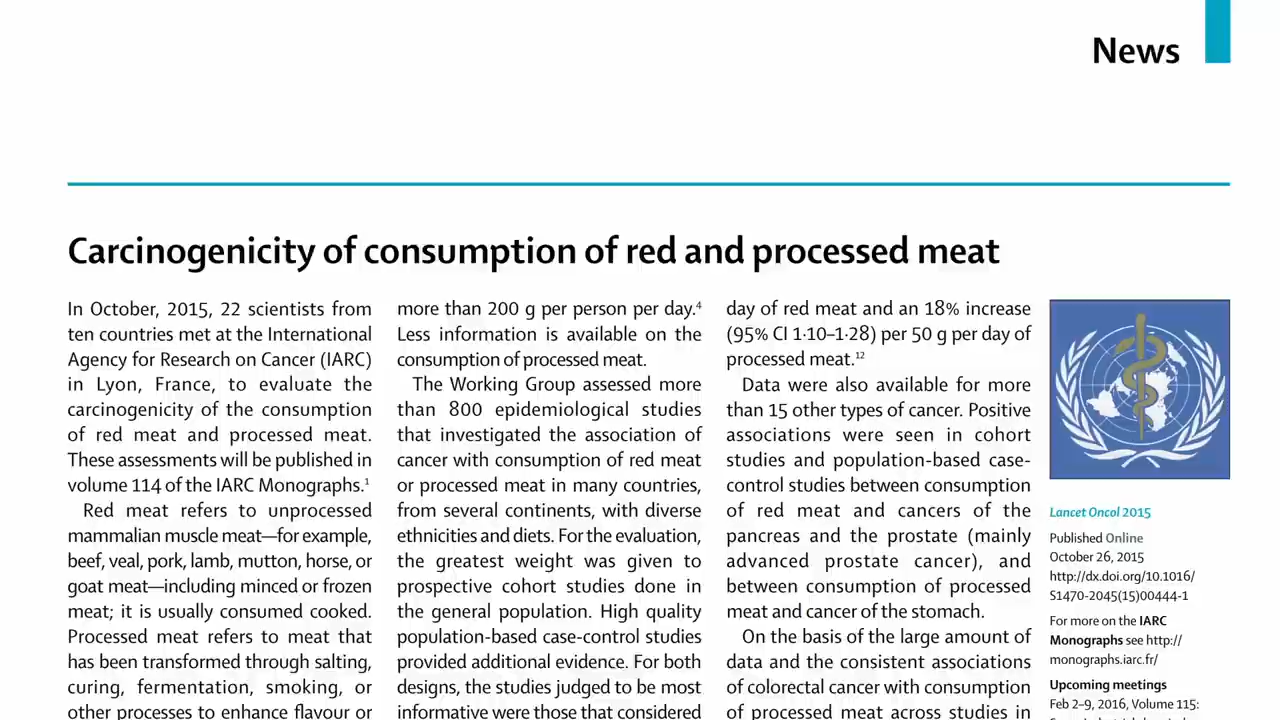 News
Carcinogenicity of consumption of red and processed meat
In October, 2015, 22 scientists from
ten countries met at the International
Agency for Research on Cancer (IARC)
in Lyon, France, to evaluate the
carcinogenicity of the consumption
of red meat and processed meat.
These assessments will be published in
volume 114 of the IARC Monographs.¹
Red meat refers to unprocessed
mammalian muscle meat—for example,
beef, veal, pork, lamb, mutton, horse, or
goat meat—including minced or frozen
meat; it is usually consumed cooked.
Processed meat refers to meat that
has been transformed through salting,
curing, fermentation, smoking, or
other processes to enhance flavour or
more than 200 g per person per day.⁴
Less information is available on the
consumption of processed meat.
The Working Group assessed more
than 800 epidemiological studies
that investigated the association of
cancer with consumption of red meat
or processed meat in many countries,
from several continents, with diverse
ethnicities and diets. For the evaluation,
the greatest weight was given to
prospective cohort studies done in
the general population. High quality
population-based case-control studies
provided additional evidence. For both
designs, the studies judged to be most
informative were those that considered
day of red meat and an 18% increase
(95% CI 1·10–1·28) per 50 g per day of
processed meat.¹²
Data were also available for more
than 15 other types of cancer. Positive
associations were seen in cohort
studies and population-based case-
control studies between consumption
of red meat and cancers of the
pancreas and the prostate (mainly
advanced prostate cancer), and
between consumption of processed
meat and cancer of the stomach.
On the basis of the large amount of
data and the consistent associations
of colorectal cancer with consumption
of processed meat across studies in
Lancet Oncol 2015
Published Online
October 26, 2015
http://dx.doi.org/10.1016/
S1470-2045(15)00444-1
For more on the IARC
Monographs see http://
monographs.iarc.fr/
Upcoming meetings
Feb 2–9, 2016, Volume 115: